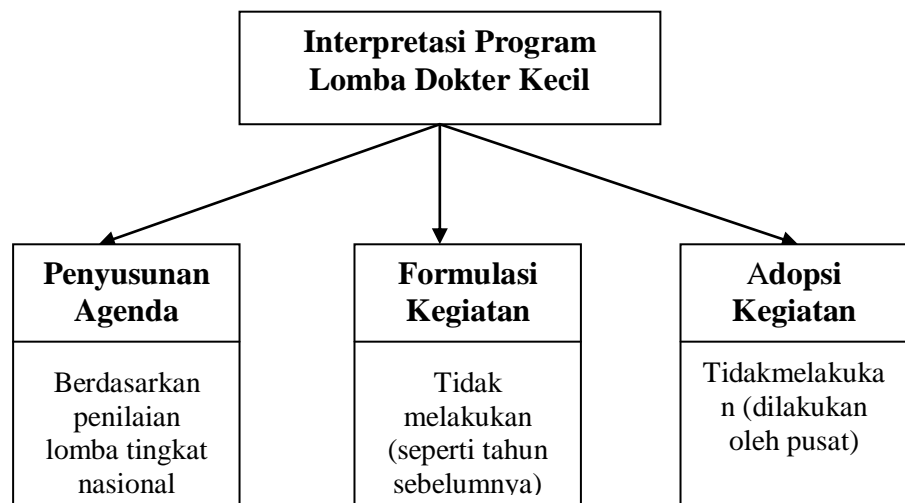 Interpretasi Program
Lomba Dokter Kecil
Penyusunan
Agenda
Berdasarkan
penilaian
lomba tingkat
nasional
Formulasi
Kegiatan
Tidak
melakukan
(seperti tahun
sebelumnya)
Adopsi
Kegiatan
Tidakmelakuka
n (dilakukan
oleh pusat)